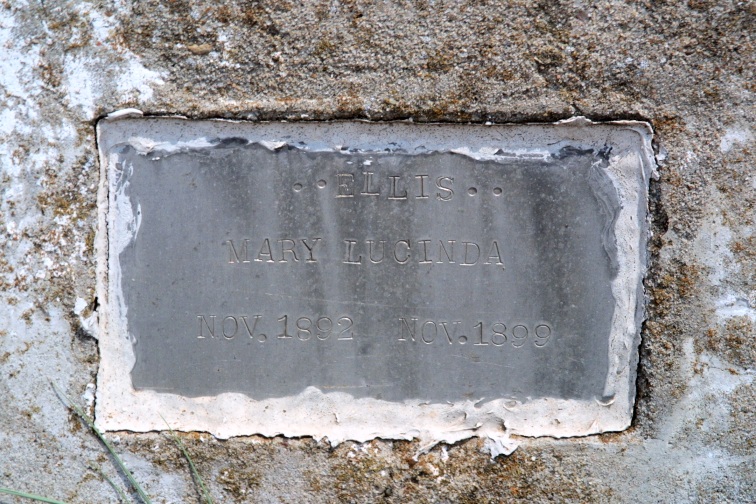 ··ELLIS··
MARY LUCINDA
NOV. 1892 NOV. 1899